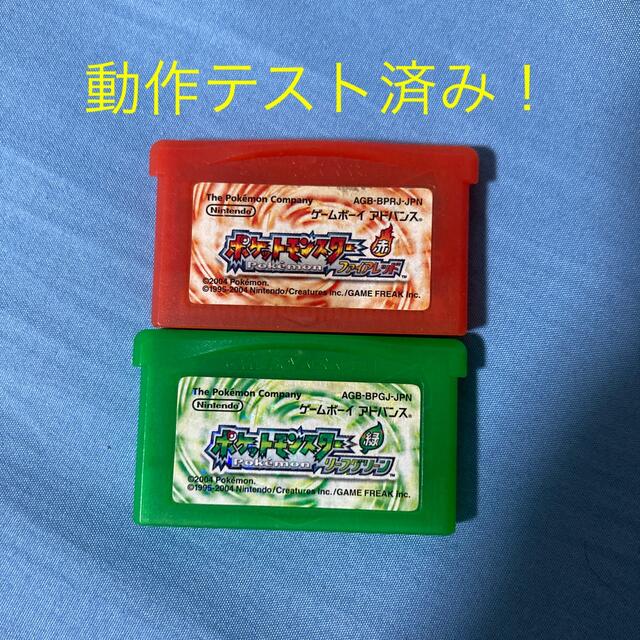 動作テスト済み！
The Pokémon Company
AGB-BPRJ-JPN
Nintendo
ゲームボーイ アドバンス®
ポケットモンスター
赤
Pokémon
ファイアレッド™
©2004 Pokémon.
©1995-2004 Nintendo/Creatures inc./GAME FREAK inc.
The Pokémon Company
AGB-BPGJ-JPN
Nintendo
ゲームボーイ アドバンス®
ポケットモンスター
緑
Pokémon
リーフグリーン™
©2004 Pokémon.
©1995-2004 Nintendo/Creatures inc./GAME FREAK inc.